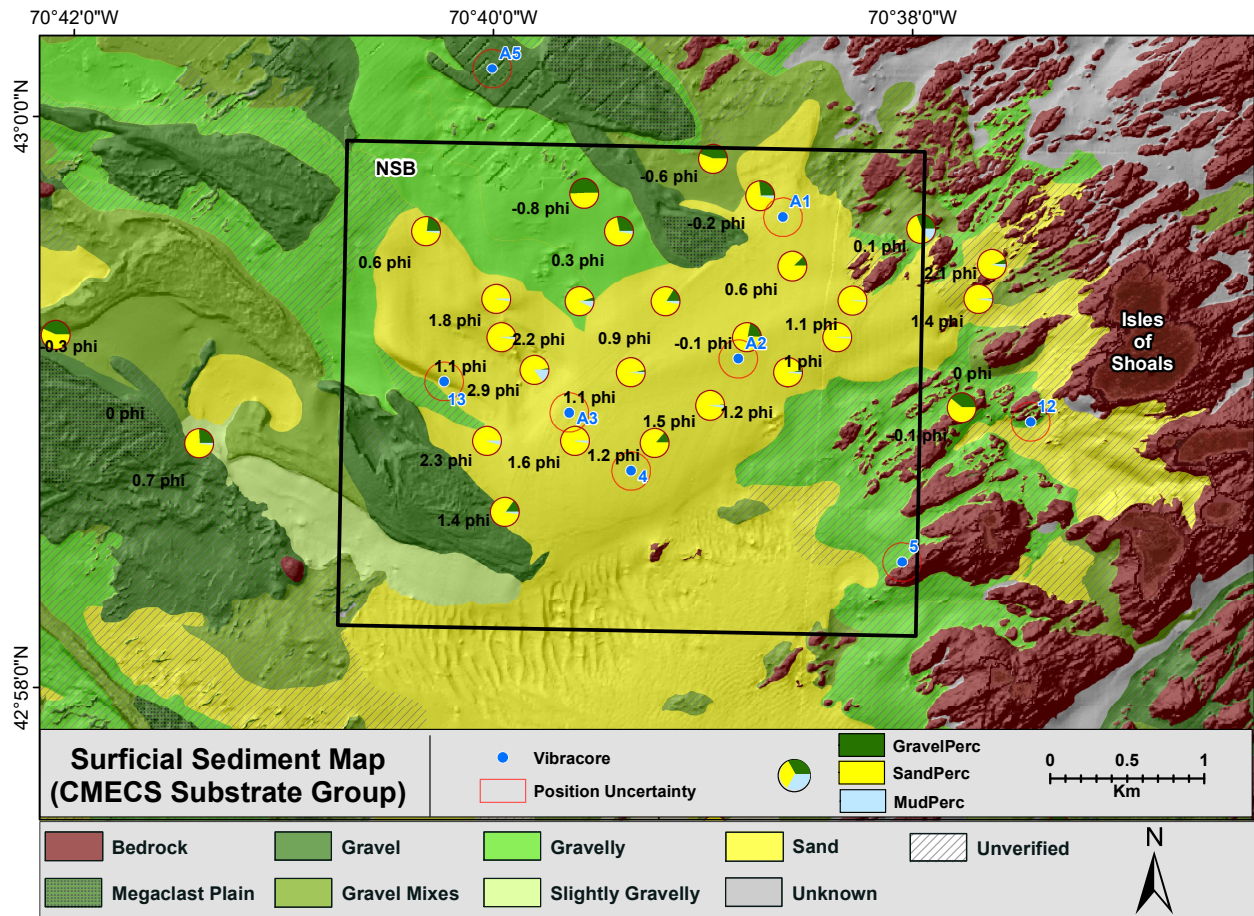 70°42'0"W
70°40'0"W
70°38'0"W
43°0'0"N
42°58'0"N
A5
NSB
-0.6 phi
-0.8 phi
A1
-0.2 phi
0.1 phi
0.6 phi
0.3 phi
2.1 phi
0.6 phi
1.8 phi
2.2 phi
0.9 phi
1.1 phi
1.4 phi
Isles
of
Shoals
-0.3 phi
-0.1 phi
A2
1 phi
1.1 phi
2.9 phi
13
1.1 phi
A3
1.2 phi
0 phi
0 phi
1.5 phi
-0.1 phi
12
0.7 phi
2.3 phi
1.6 phi
1.2 phi
4
1.4 phi
5
Surficial Sediment Map
(CMECS Substrate Group)
Vibracore
Position Uncertainty
GravelPerc
SandPerc
MudPerc
0 0.5 1
Km
Bedrock
Gravel
Gravelly
Sand
Unverified
Megaclast Plain
Gravel Mixes
Slightly Gravelly
Unknown
N